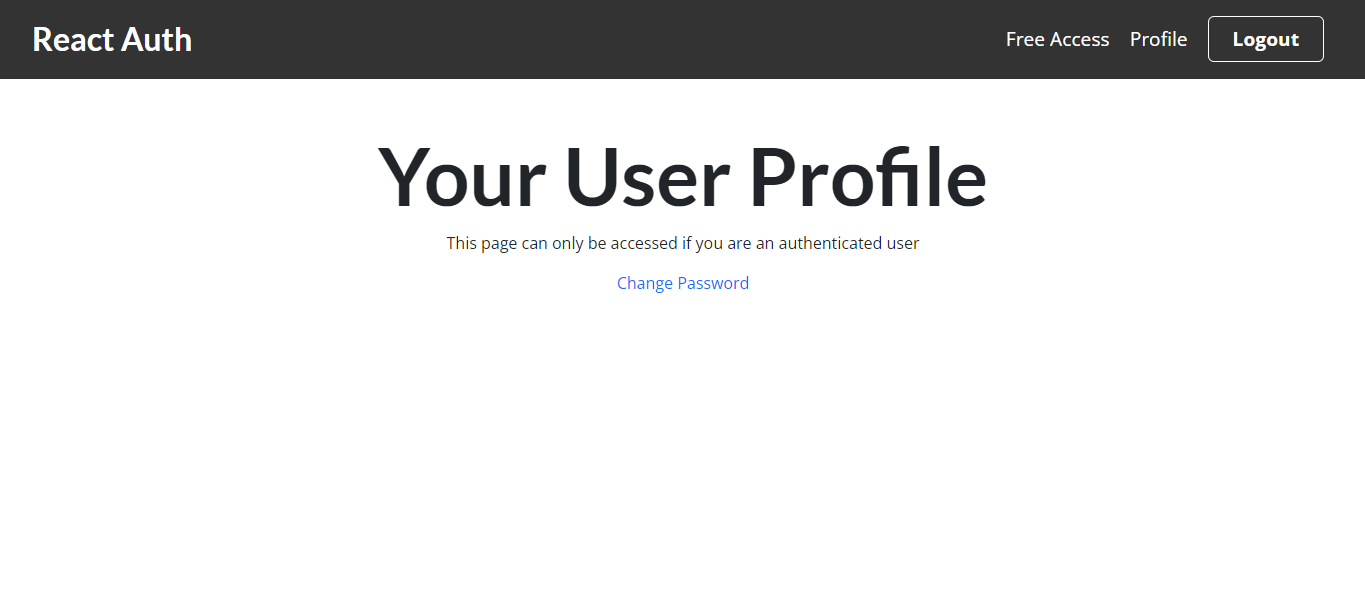 React Auth
Free Access
Profile
Logout
Your User Profile
This page can only be accessed if you are an authenticated user
Change Password